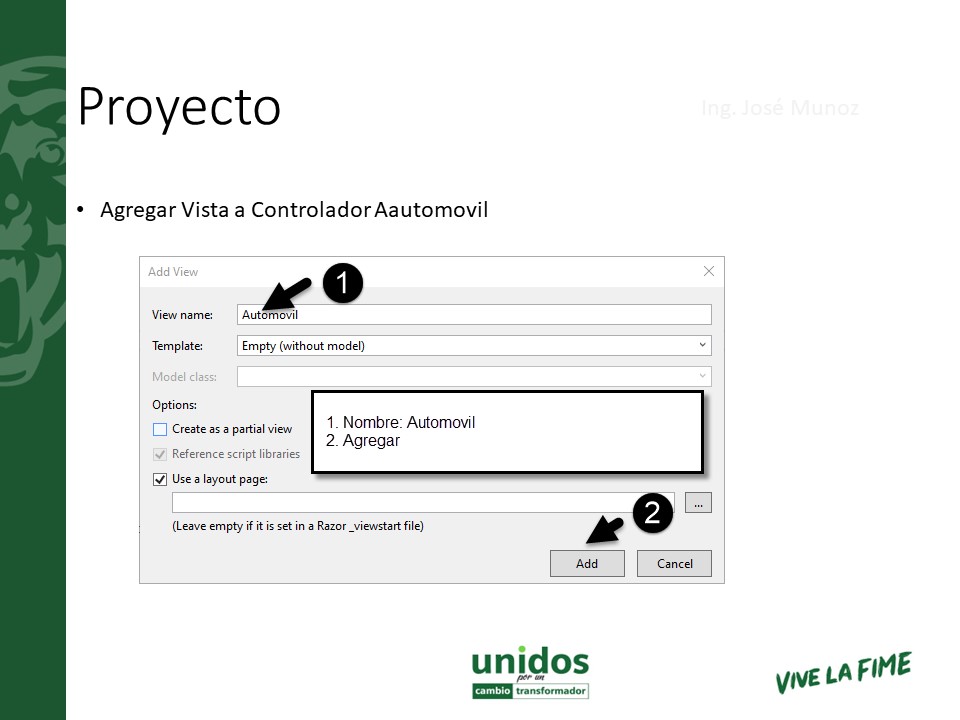 Proyecto
Ing. José Munoz
• Agregar Vista a Controlador Aautomovil
Add View
1
View name:
Automovil
Template:
Empty (without model)
Model class:
Options:
Create as a partial view
Reference script libraries
Use a layout page:
1. Nombre: Automovil
2. Agregar
...
(Leave empty if it is set in a Razor _viewstart file)
2
Add
Cancel
unidos
por un
cambio transformador
VIVE LA FIME